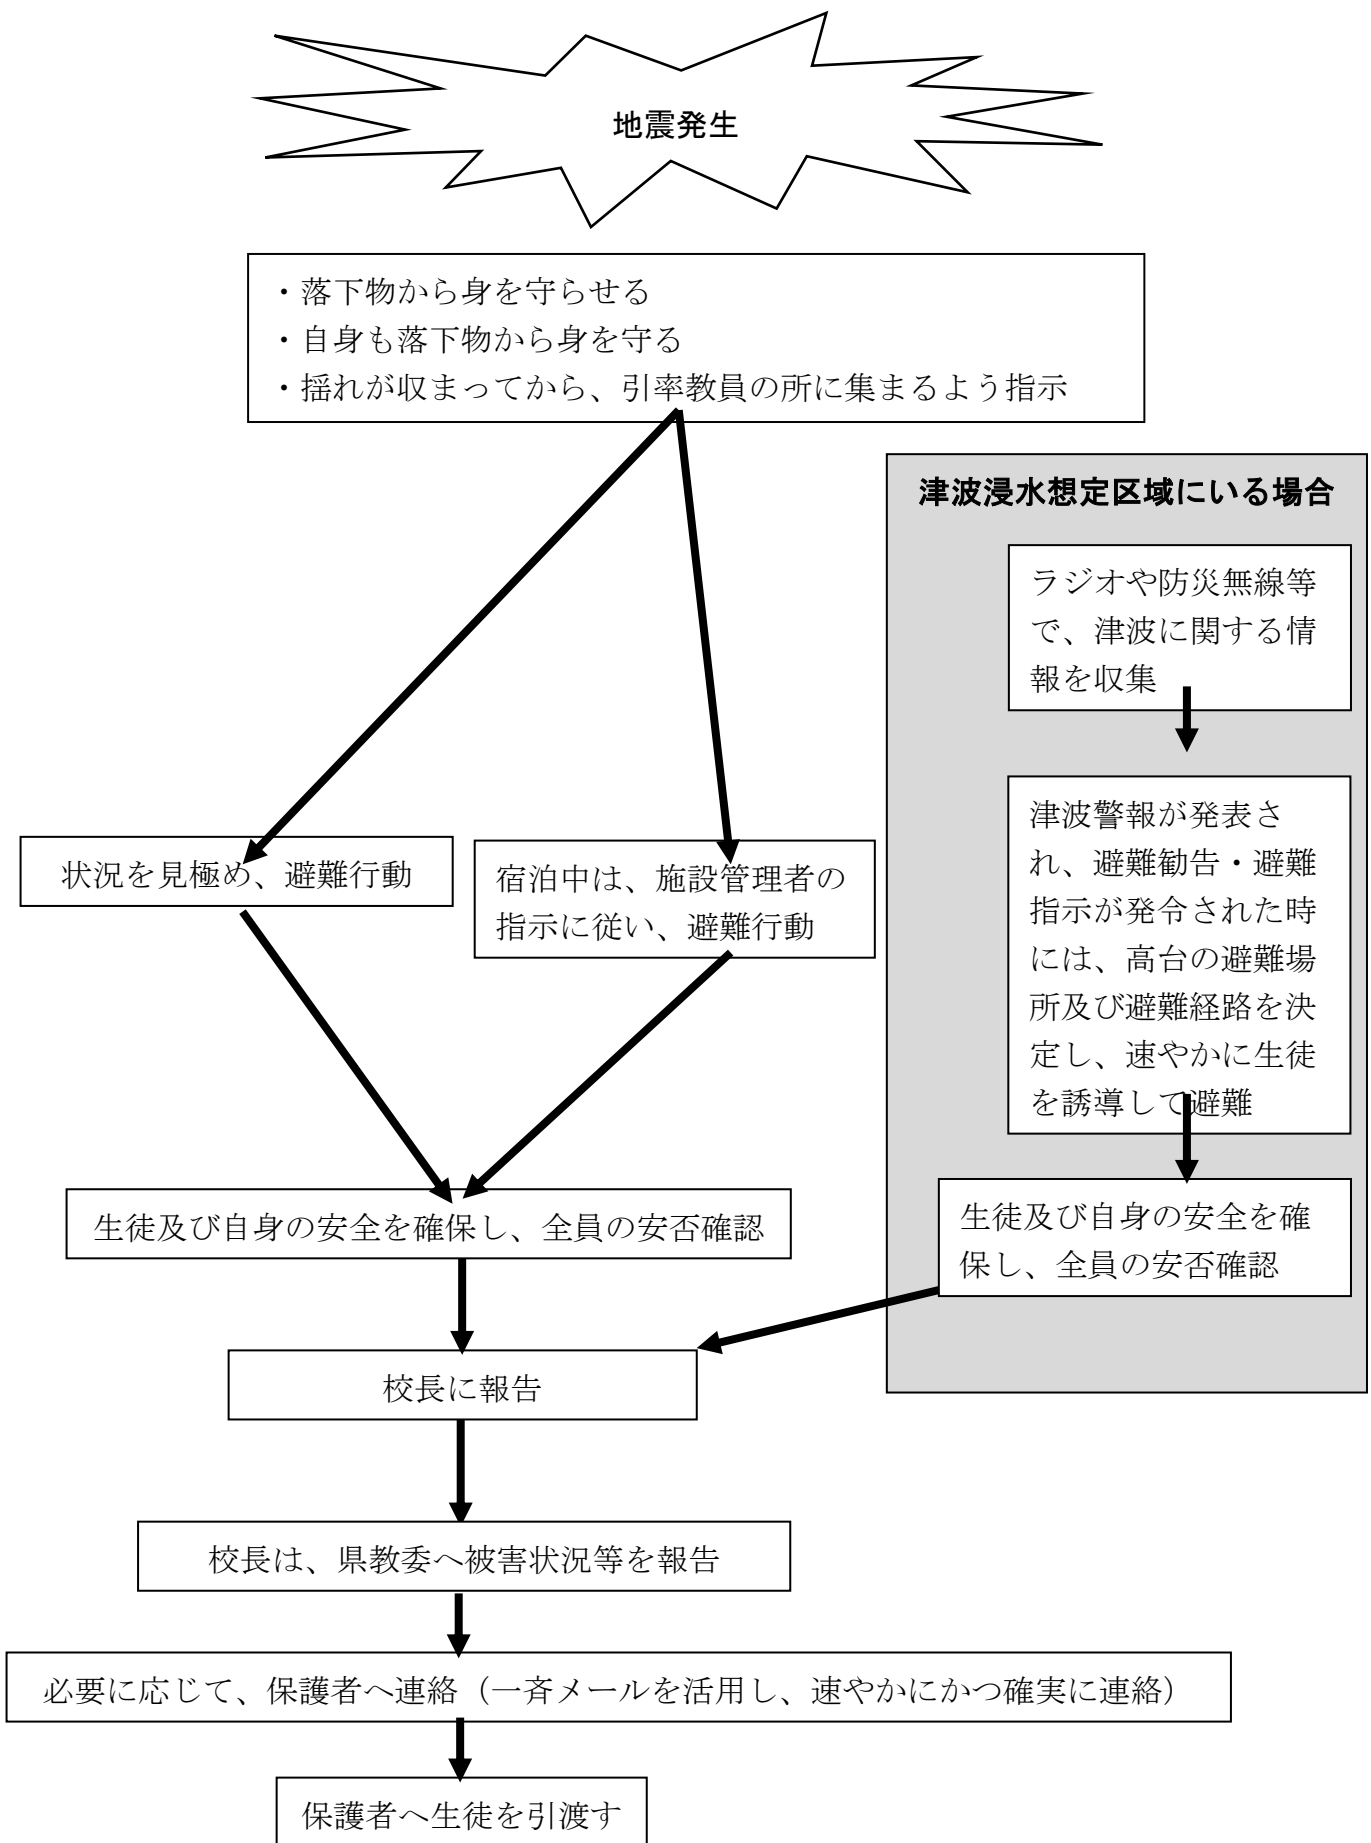 地震発生
・落下物から身を守らせる
・自身も落下物から身を守る
・揺れが収まってから、引率教員の所に集まるよう指示
津波浸水想定区域にいる場合
ラジオや防災無線等
で、津波に関する情
報を収集
津波警報が発表さ
れ、避難勧告・避難
指示が発令された時
には、高台の避難場
所及び避難経路を決
定し、速やかに生徒
を誘導して避難
状況を見極め、避難行動
宿泊中は、施設管理者の
指示に従い、避難行動
生徒及び自身の安全を確保し、全員の安否確認
生徒及び自身の安全を確
保し、全員の安否確認
校長に報告
校長は、県教委へ被害状況等を報告
必要に応じて、保護者へ連絡（一斉メールを活用し、速やかにかつ確実に連絡）
保護者へ生徒を引渡す